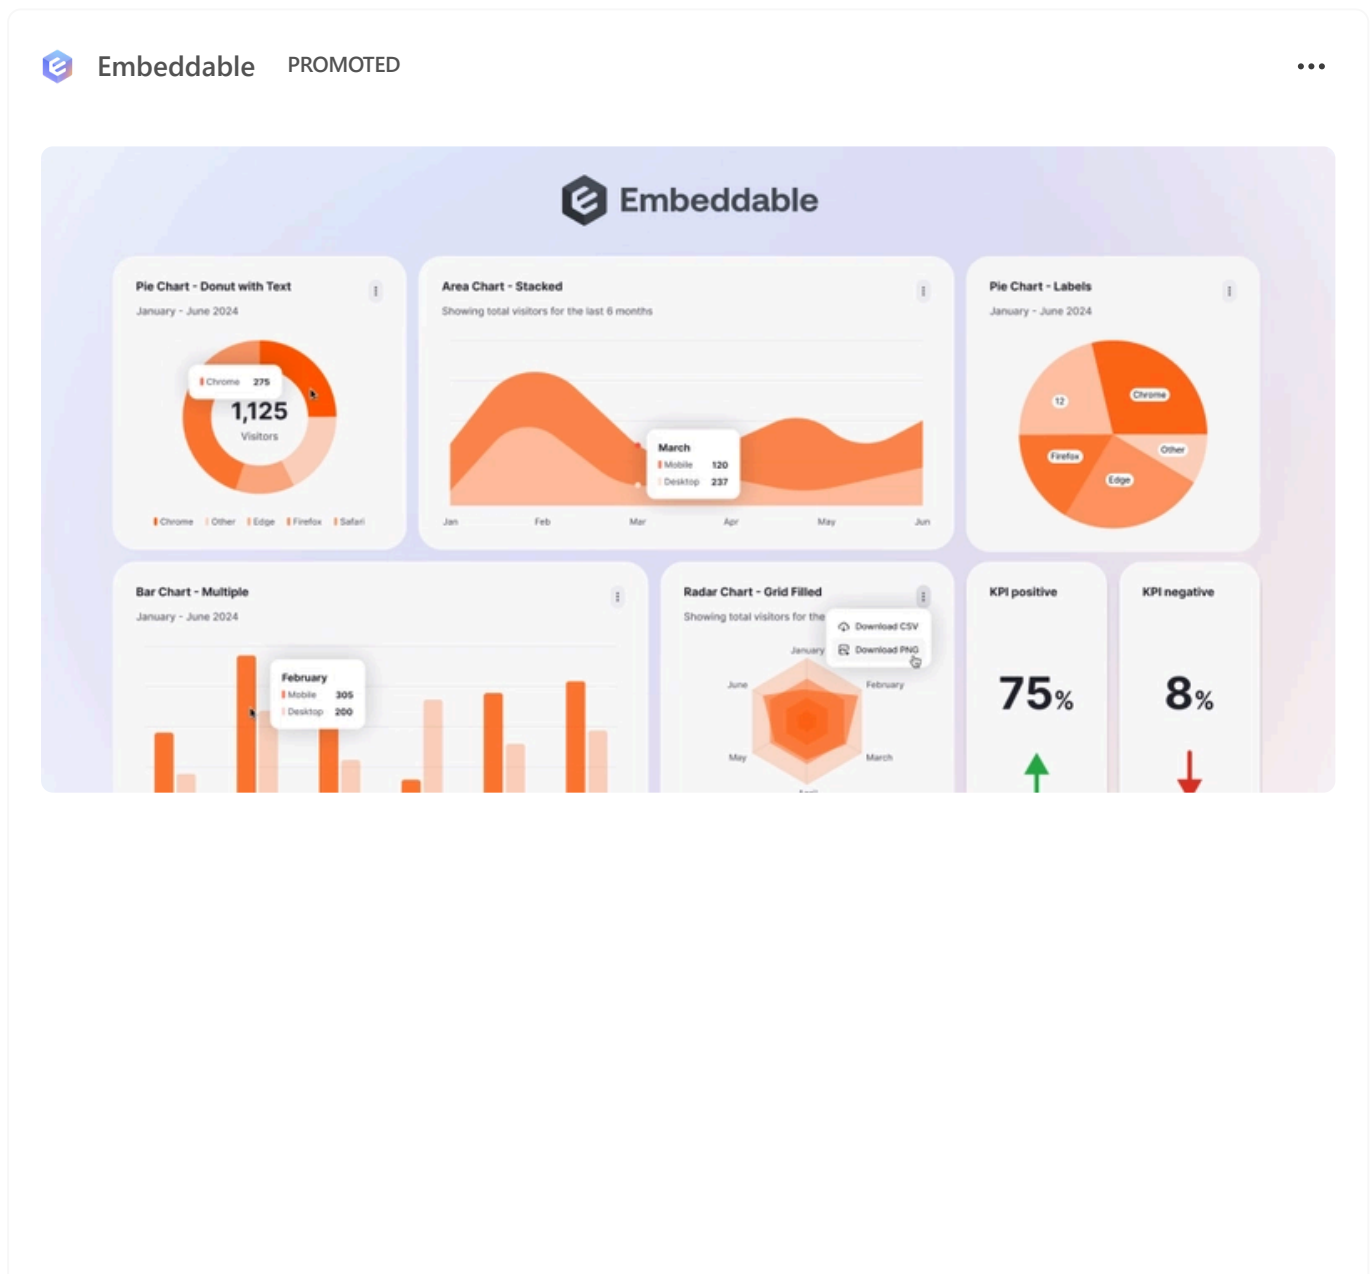 Embeddable PROMOTED
Embeddable
Pie Chart - Donut with Text
January - June 2024
Chrome 275
1,125
Visitors
Chrome Other Edge Firefox Safari
Area Chart - Stacked
Showing total visitors for the last 6 months
March
Mobile 120
Desktop 237
Jan Feb Mar Apr May Jun
Pie Chart - Labels
January - June 2024
Chrome
12
Other
Firefox
Edge
Bar Chart - Multiple
January - June 2024
February
Mobile 305
Desktop 200
Radar Chart - Grid Filled
Showing total visitors for the
Download CSV
Download PNG
January
June February
May March
KPI positive
75%
KPI negative
8%